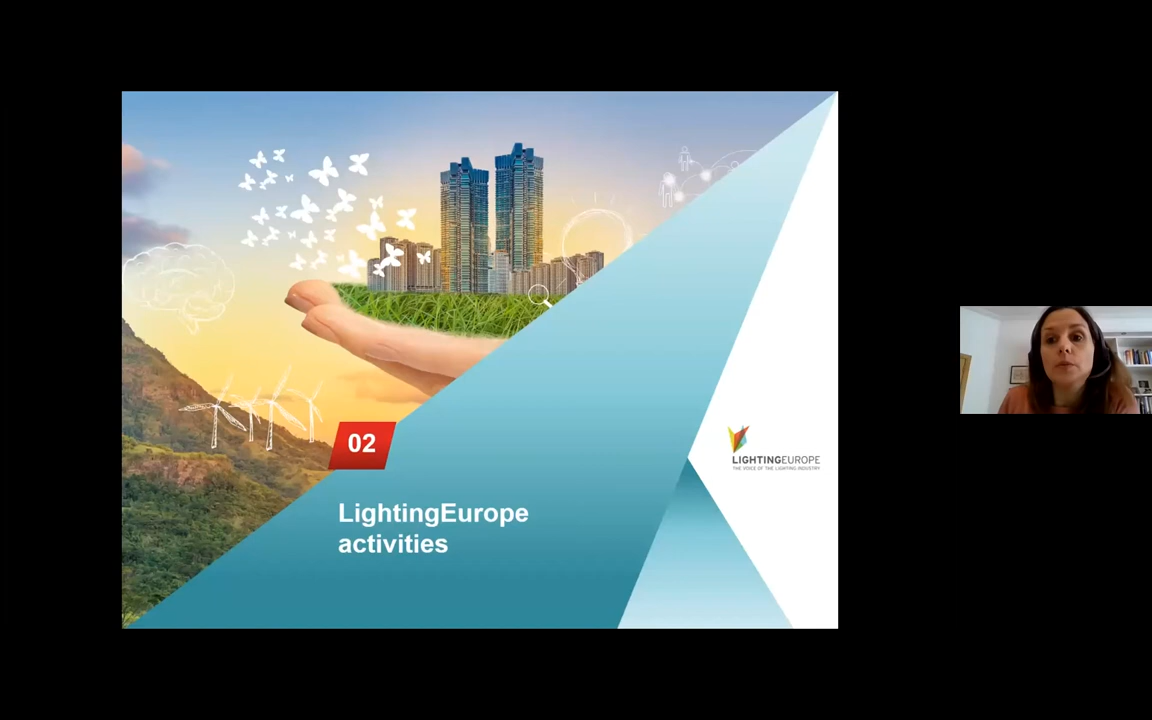 02
LightingEurope
activities
LIGHTINGEUROPE
THE VOICE OF THE LIGHTING INDUSTRY